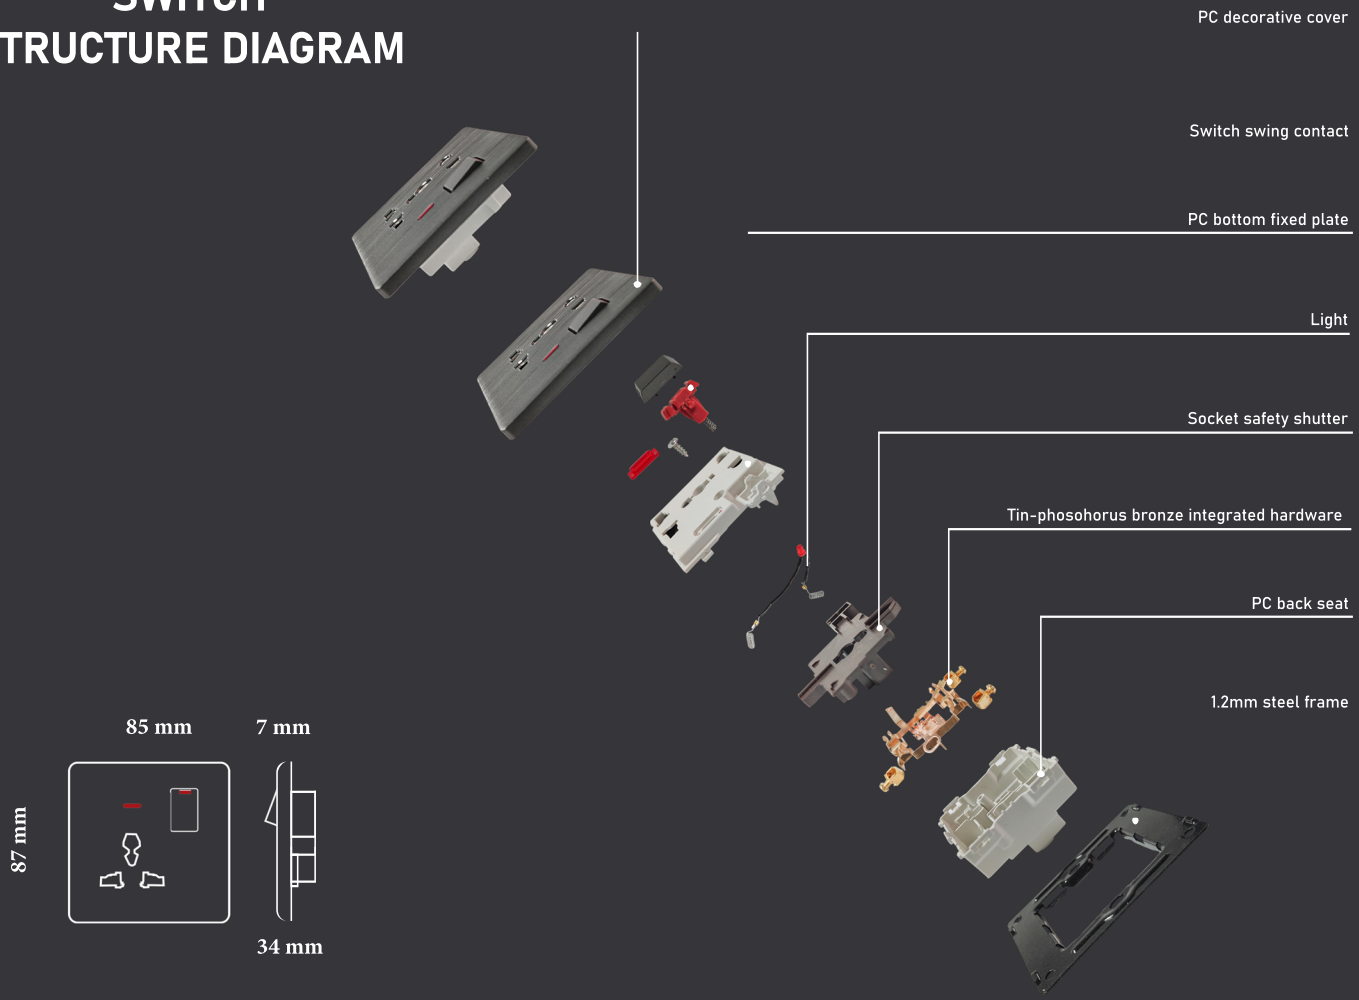 SWITCH
TRUCTURE DIAGRAM
PC decorative cover
Switch swing contact
PC bottom fixed plate
Light
Socket safety shutter
Tin-phosohorus bronze integrated hardware
PC back seat
1.2mm steel frame
85 mm
7 mm
87 mm
34 mm